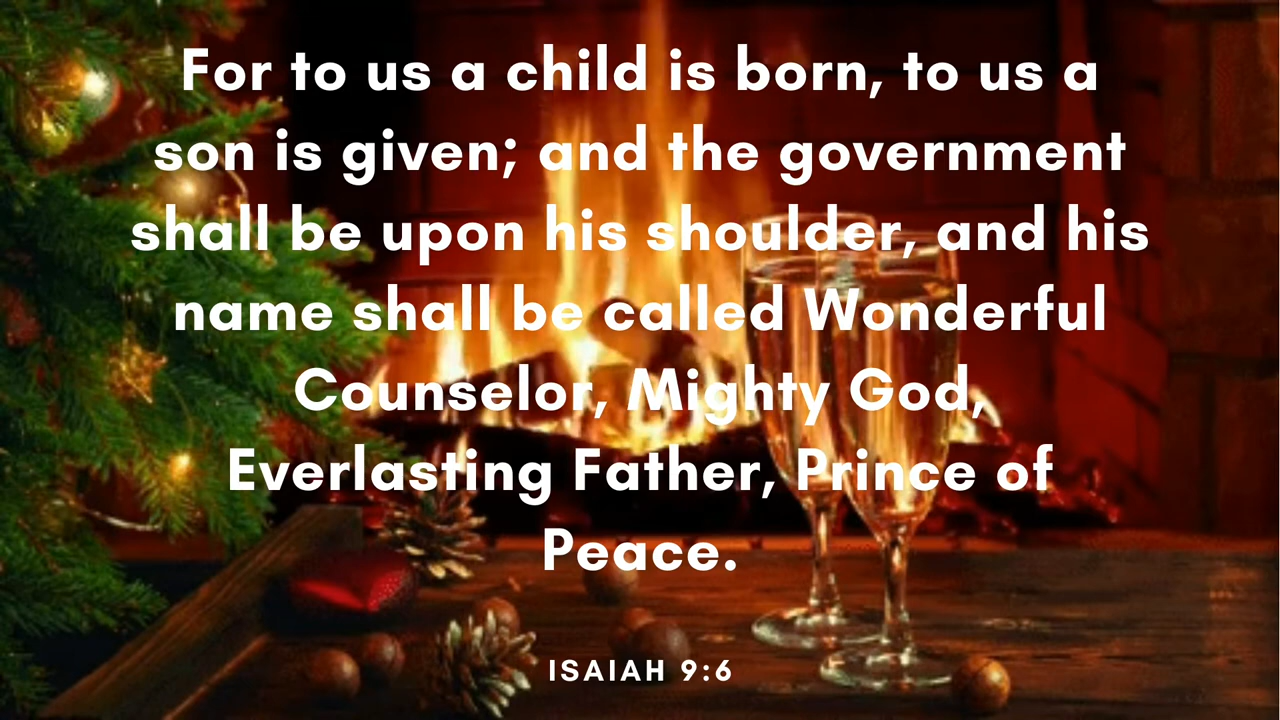 For to us a child is born, to us a
son is given; and the government
shall be upon his shoulder, and his
name shall be called Wonderful
Counselor, Mighty God,
Everlasting Father, Prince of
Peace.
ISAIAH 9:6